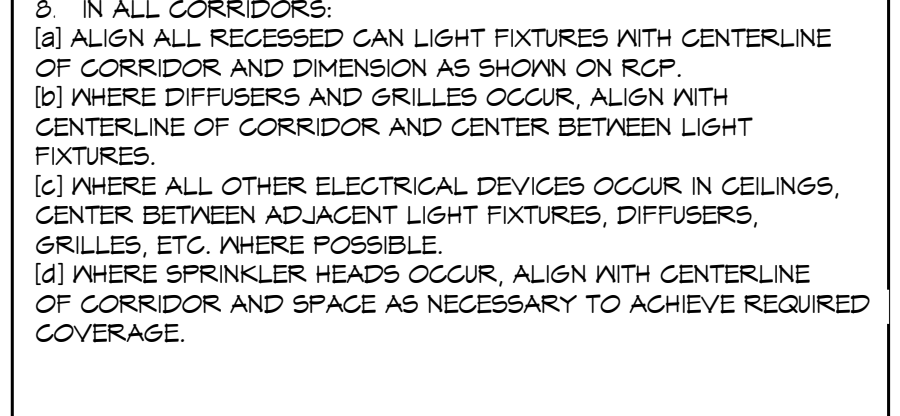 8. IN ALL CORRIDORS:
[a] ALIGN ALL RECESSED CAN LIGHT FIXTURES WITH CENTERLINE
OF CORRIDOR AND DIMENSION AS SHOWN ON RCP.
[b] WHERE DIFFUSERS AND GRILLES OCCUR, ALIGN WITH
CENTERLINE OF CORRIDOR AND CENTER BETWEEN LIGHT
FIXTURES.
[c] WHERE ALL OTHER ELECTRICAL DEVICES OCCUR IN CEILINGS,
CENTER BETWEEN ADJACENT LIGHT FIXTURES, DIFFUSERS,
GRILLES, ETC. WHERE POSSIBLE.
[d] WHERE SPRINKLER HEADS OCCUR, ALIGN WITH CENTERLINE
OF CORRIDOR AND SPACE AS NECESSARY TO ACHIEVE REQUIRED
COVERAGE.